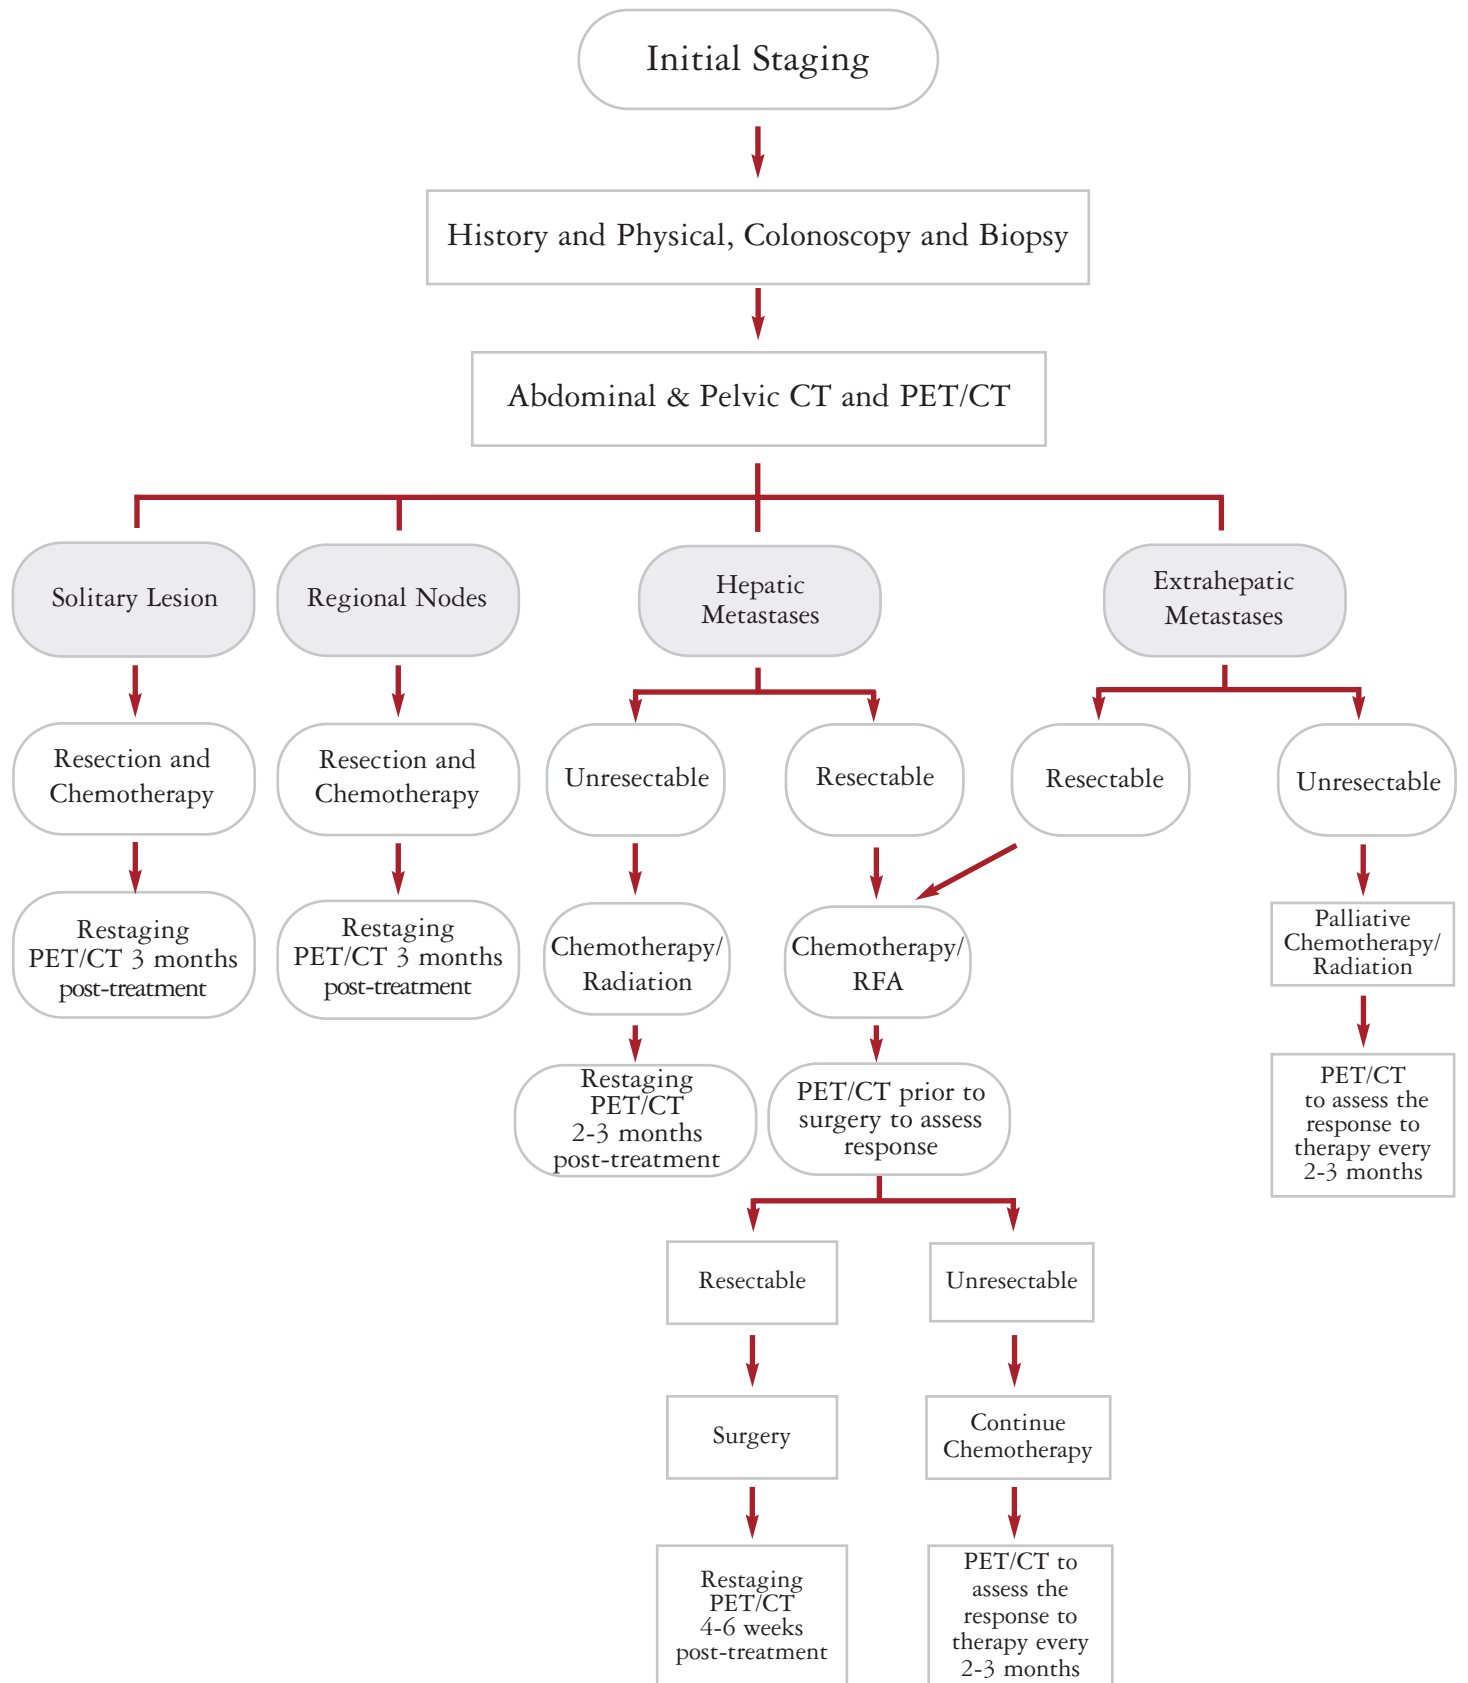 Initial Staging
History and Physical, Colonoscopy and Biopsy
Abdominal & Pelvic CT and PET/CT
Solitary Lesion
Regional Nodes
Hepatic
Metastases
Extrahepatic
Metastases
Resection and
Chemotherapy
Resection and
Chemotherapy
Unresectable
Resectable
Resectable
Unresectable
Restaging
PET/CT 3 months
post-treatment
Restaging
PET/CT 3 months
post-treatment
Chemotherapy/
Radiation
Chemotherapy/
RFA
Palliative
Chemotherapy/
Radiation
Restaging
PET/CT
2-3 months
post-treatment
PET/CT prior to
surgery to assess
response
PET/CT
to assess the
response to
therapy every
2-3 months
Resectable
Unresectable
Surgery
Continue
Chemotherapy
Restaging
PET/CT
4-6 weeks
post-treatment
PET/CT to
assess the
response to
therapy every
2-3 months